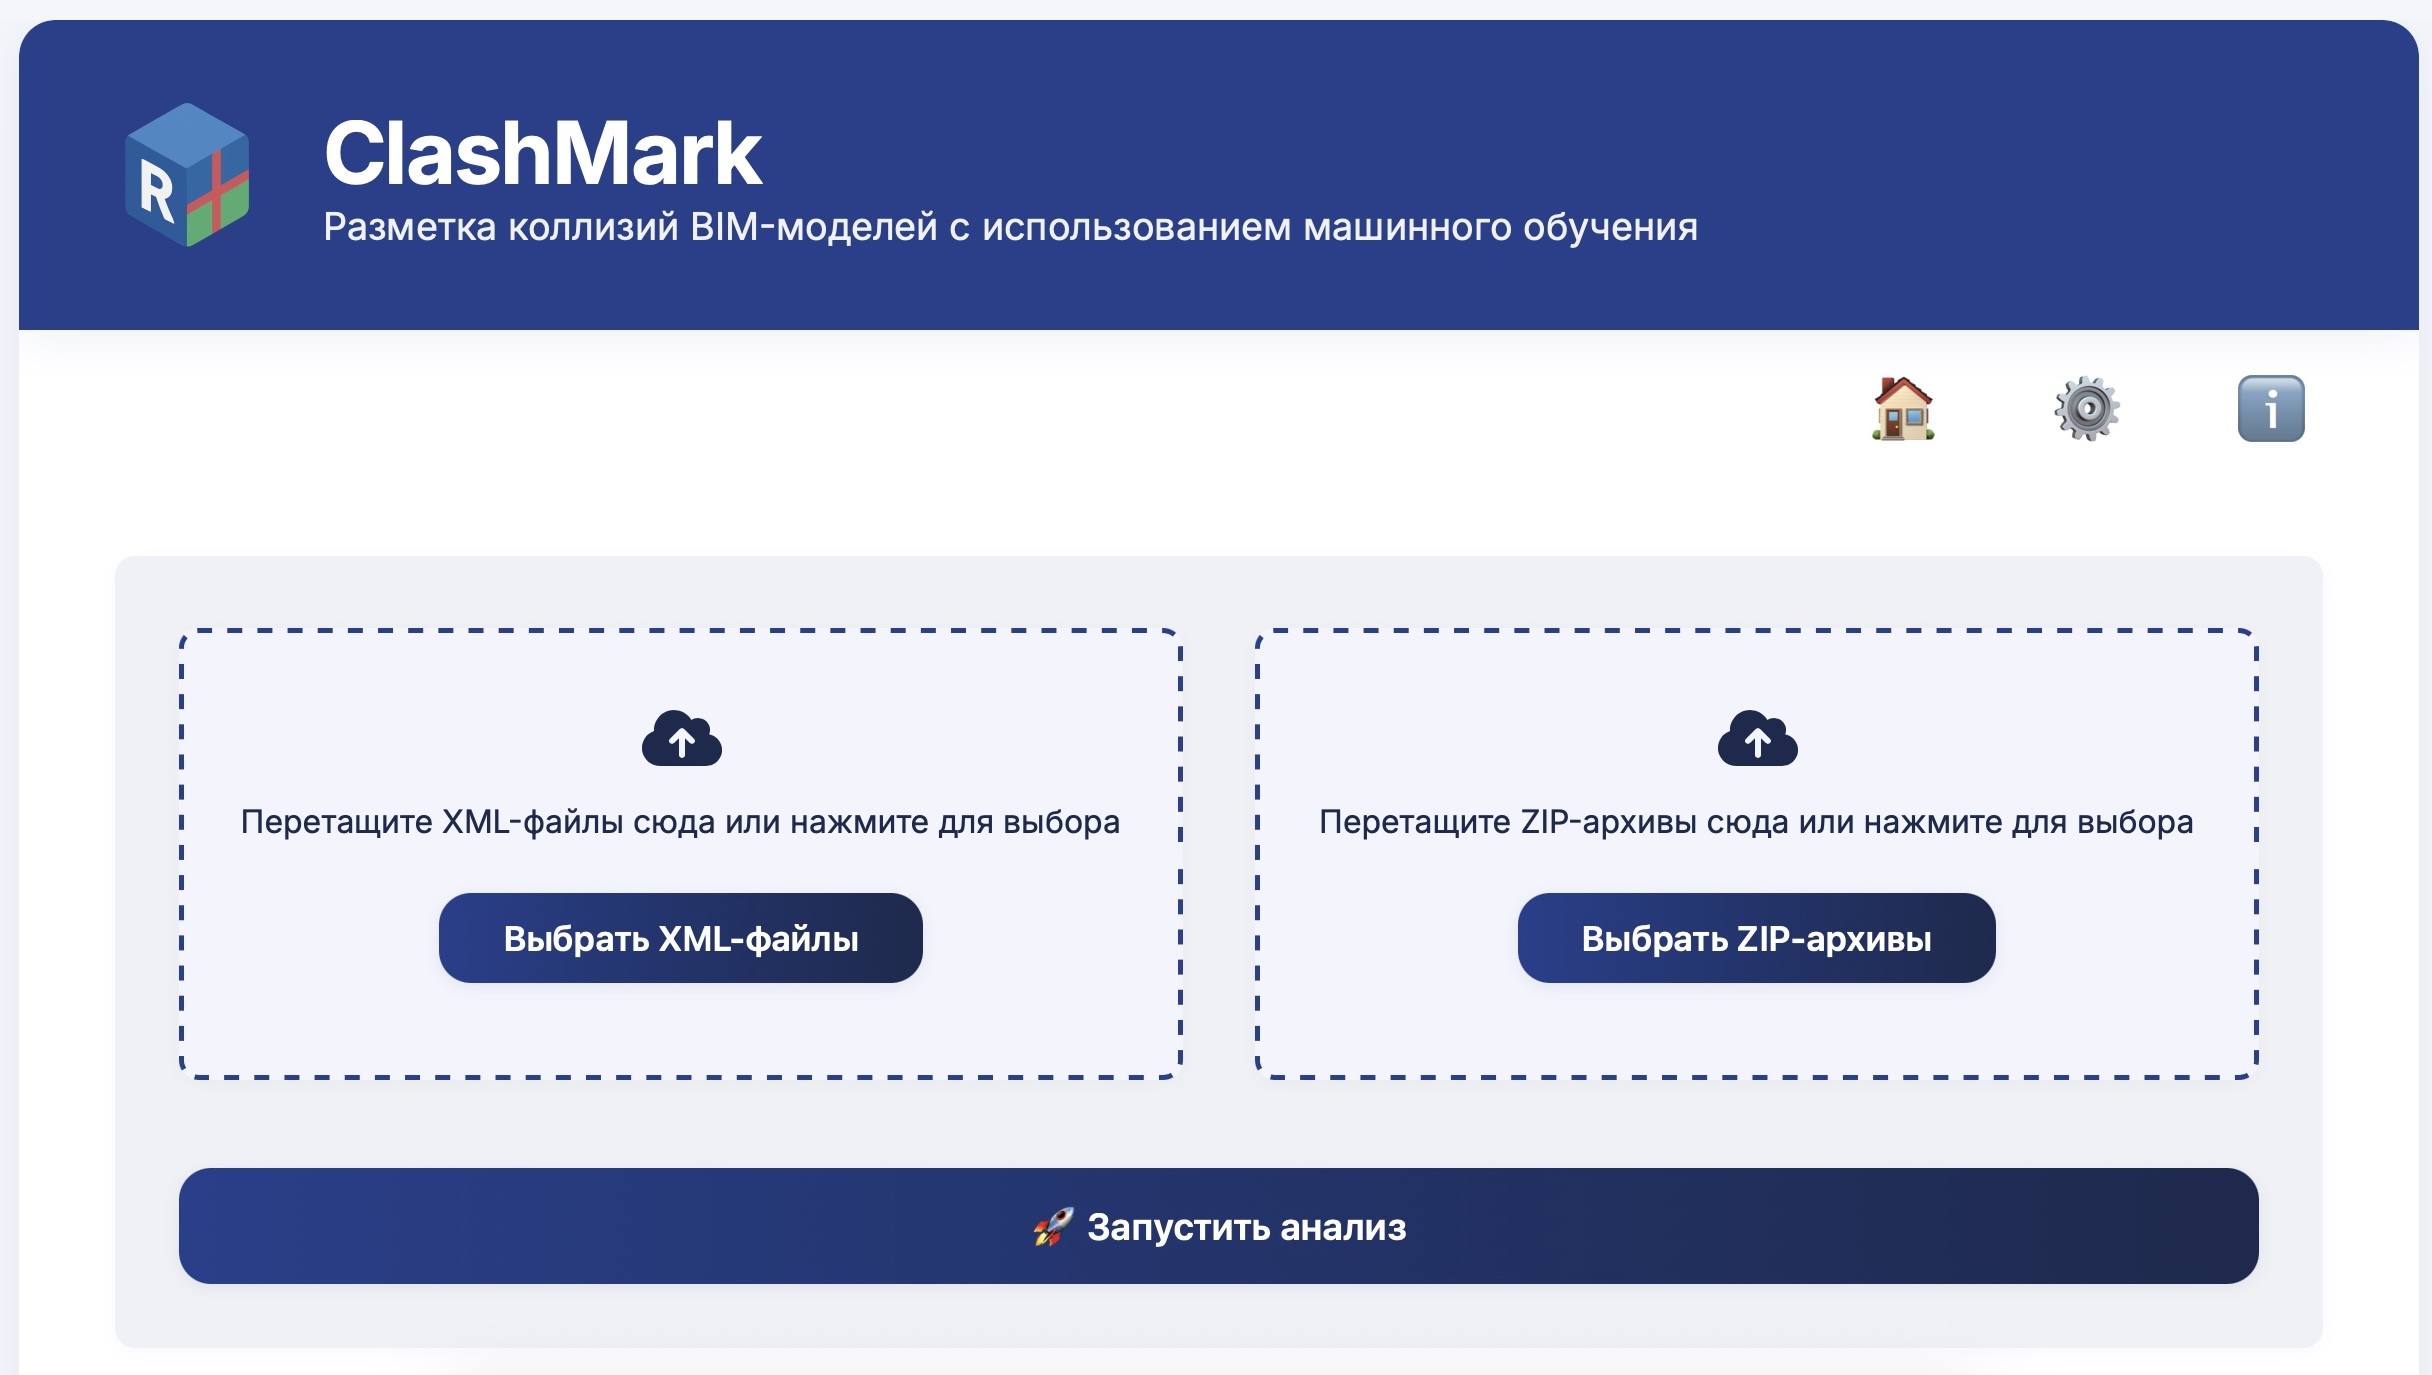 R
ClashMark
Разметка коллизий BIM-моделей с использованием машинного обучения
i
Перетащите XML-файлы сюда или нажмите для выбора
Перетащите ZIP-архивы сюда или нажмите для выбора
Выбрать XML-файлы
Выбрать ZIP-архивы
🚀 Запустить анализ